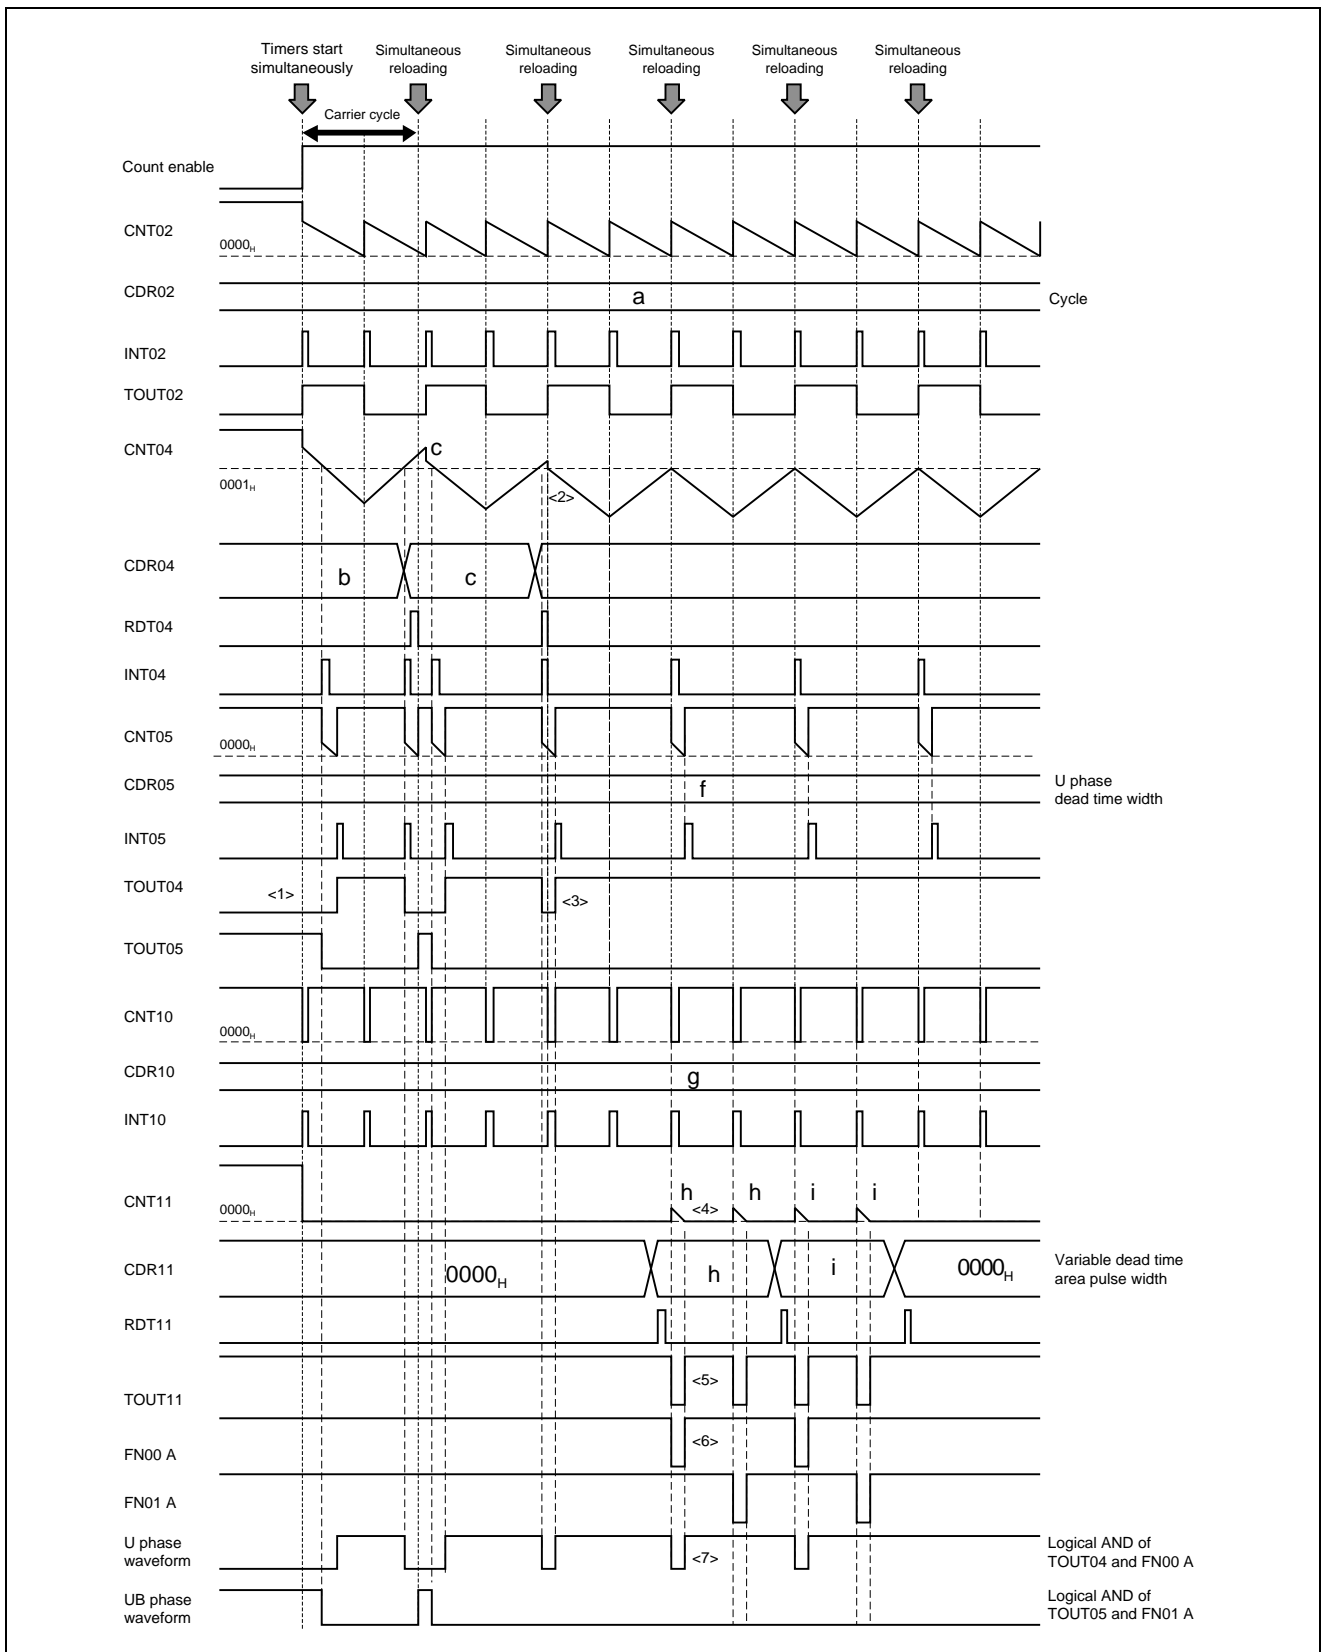 Timers start
simultaneously
Simultaneous
reloading
Simultaneous
reloading
Simultaneous
reloading
Simultaneous
reloading
Simultaneous
reloading
Carrier cycle
Count enable
CNT02
0000H
CDR02
a
Cycle
INT02
TOUT02
CNT04
c
0001H
<2>
CDR04
b
c
RDT04
INT04
CNT05
0000H
CDR05
f
U phase
dead time width
INT05
TOUT04
<1>
<3>
TOUT05
CNT10
0000H
CDR10
g
INT10
CNT11
0000H
h
<4>
h
i
i
CDR11
0000H
h
i
0000H
Variable dead time
area pulse width
RDT11
TOUT11
<5>
FN00 A
<6>
FN01 A
U phase
waveform
<7>
Logical AND of
TOUT04 and FN00 A
UB phase
waveform
Logical AND of
TOUT05 and FN01 A